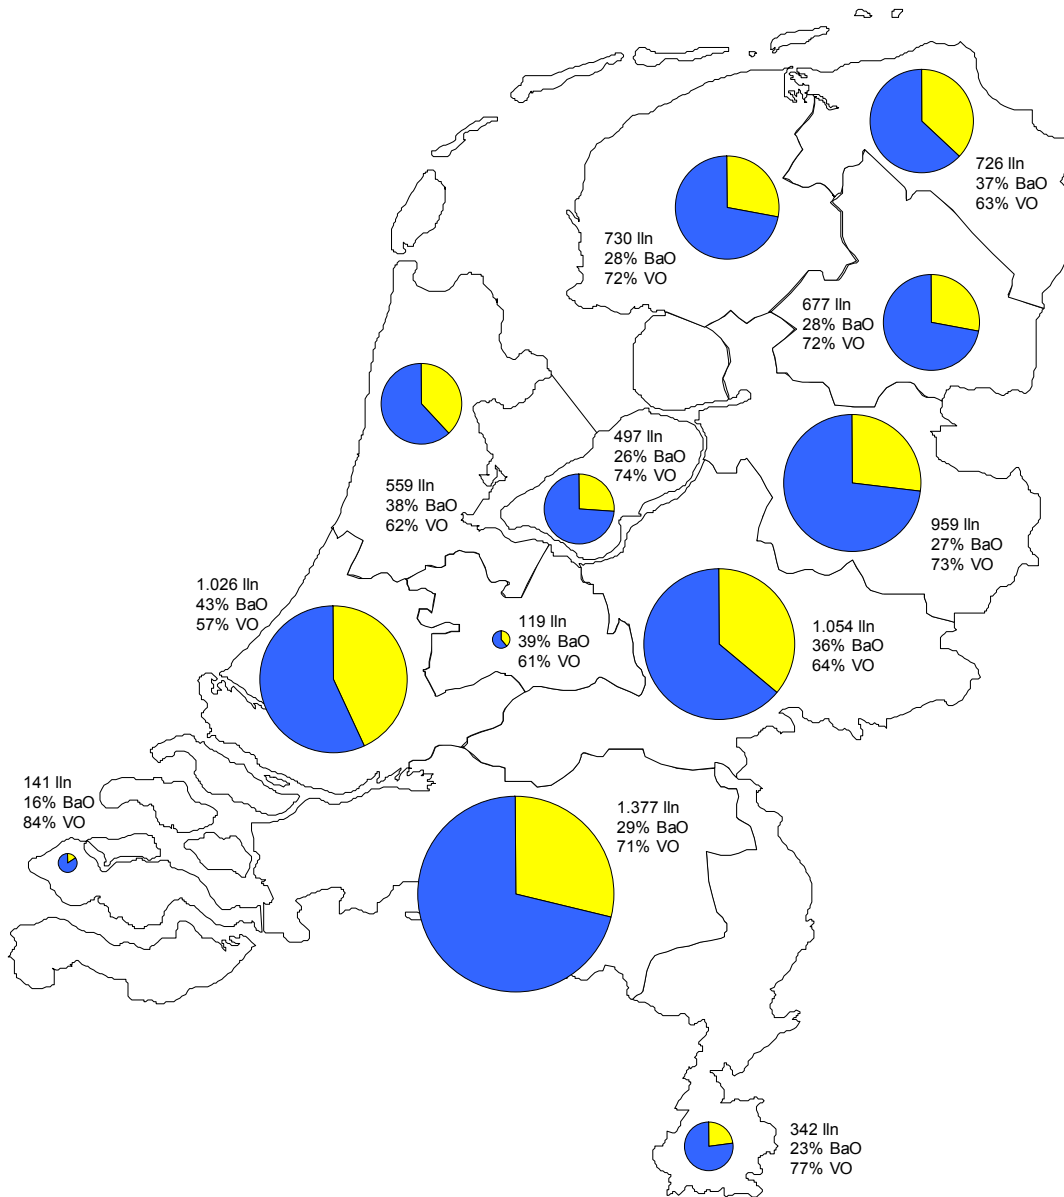 726 lln
37% BaO
63% VO
730 lln
28% BaO
72% VO
677 lln
28% BaO
72% VO
497 lln
26% BaO
74% VO
559 lln
38% BaO
62% VO
959 lln
27% BaO
73% VO
1.026 lln
43% BaO
57% VO
119 lln
39% BaO
61% VO
1.054 lln
36% BaO
64% VO
141 lln
16% BaO
84% VO
1.377 lln
29% BaO
71% VO
342 lln
23% BaO
77% VO